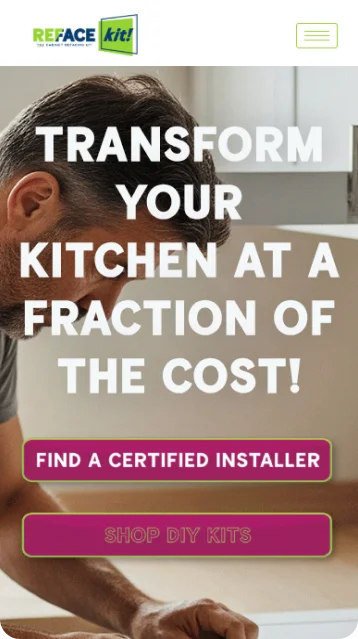 REFACE kit!
THE CABINET REFACING KIT
TRANSFORM
YOUR
KITCHEN AT A
FRACTION OF
THE COST!
FIND A CERTIFIED INSTALLER
SHOP DIY KITS